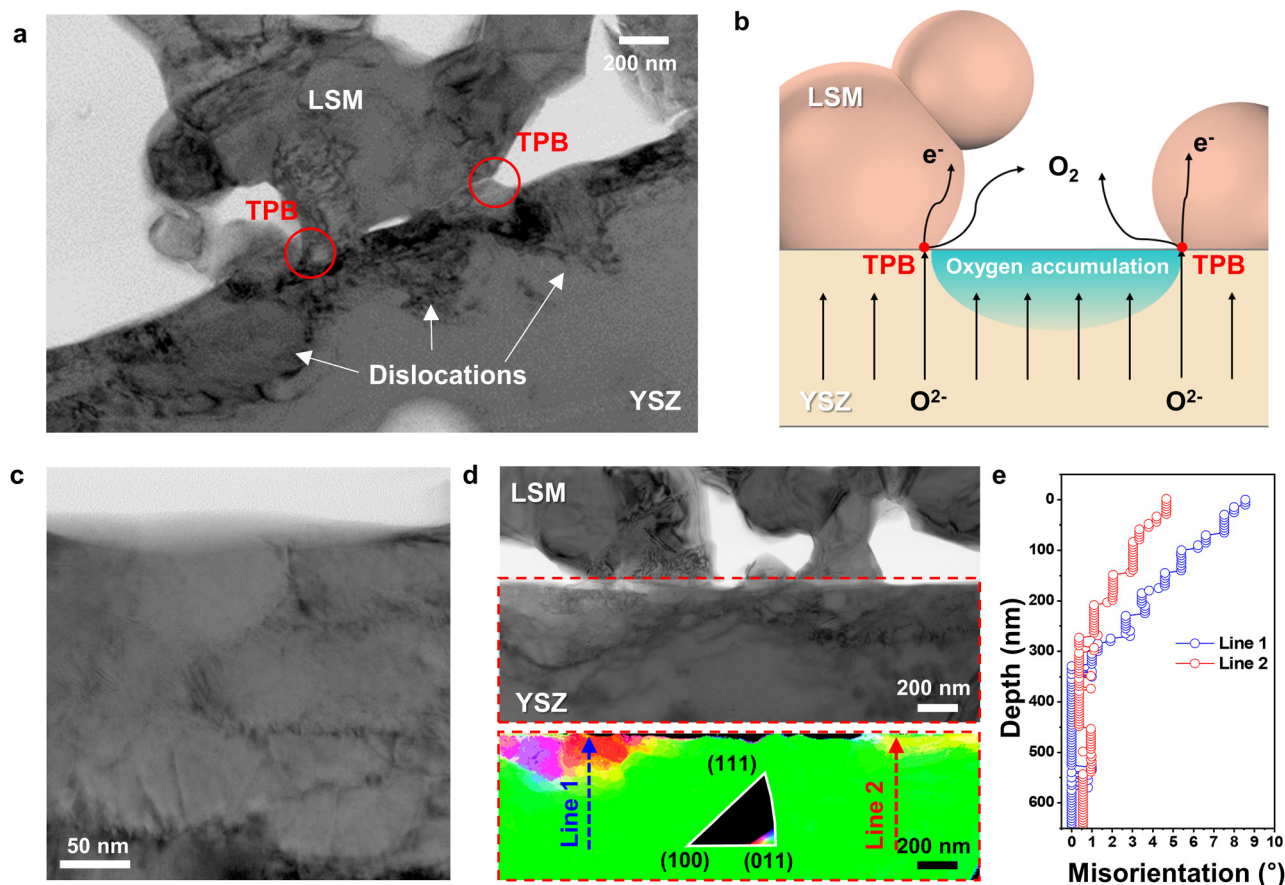 a
200 nm
LSM
TPB
TPB
Dislocations
YSZ
b
LSM
e-
e-
O2
TPB
Oxygen accumulation
TPB
YSZ
O2-
O2-
c
50 nm
d
LSM
YSZ
200 nm
Line 1
(111)
(100)
(011)
Line 2
200 nm
e
0
100
200
300
400
500
600
Depth (nm)
Line 1
Line 2
0 1 2 3 4 5 6 7 8 9 10
Misorientation (°)